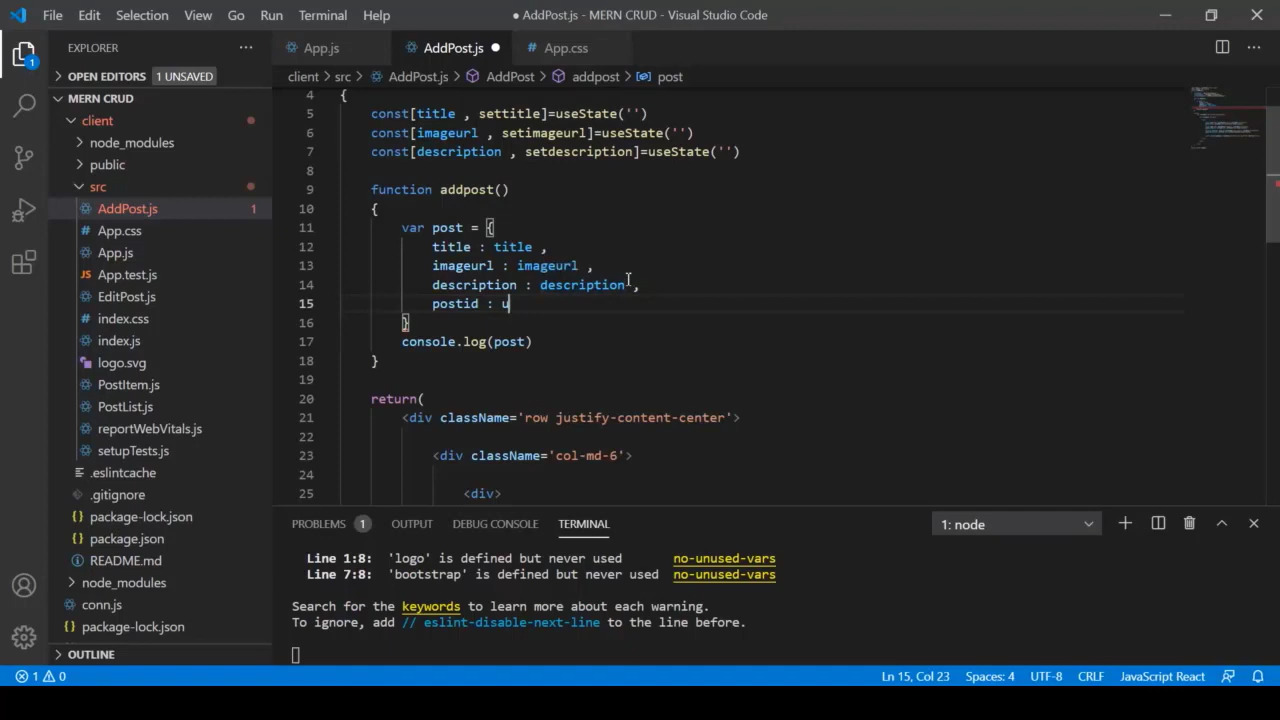 File Edit Selection View Go Run Terminal Help
● AddPost.js - MERN CRUD - Visual Studio Code
EXPLORER
App.js AddPost.js ● App.css
OPEN EDITORS 1 UNSAVED
client > src > AddPost.js > AddPost > addpost > post
MERN CRUD
client
node_modules
public
src
AddPost.js 1
App.css
App.js
App.test.js
EditPost.js
index.css
index.js
logo.svg
PostItem.js
PostList.js
reportWebVitals.js
setupTests.js
.eslintcache
.gitignore
package-lock.json
package.json
README.md
node_modules
conn.js
package-lock.json
OUTLINE
1
4 {
5 const[title , settitle]=useState('')
6 const[imageurl , setimageurl]=useState('')
7 const[description , setdescription]=useState('')
8
9 function addpost()
10 {
11 var post = {
12 title : title ,
13 imageurl : imageurl ,
14 description : description ,
15 postid : u
16 }
17 console.log(post)
18 }
19
20 return(
21 <div className='row justify-content-center'>
22
23 <div className='col-md-6'>
24
25 <div>
PROBLEMS 1 OUTPUT DEBUG CONSOLE TERMINAL 1: node
Line 1:8: 'logo' is defined but never used no-unused-vars
Line 7:8: 'bootstrap' is defined but never used no-unused-vars
Search for the keywords to learn more about each warning.
To ignore, add // eslint-disable-next-line to the line before.
1 0 Ln 15, Col 23 Spaces: 4 UTF-8 CRLF JavaScript React